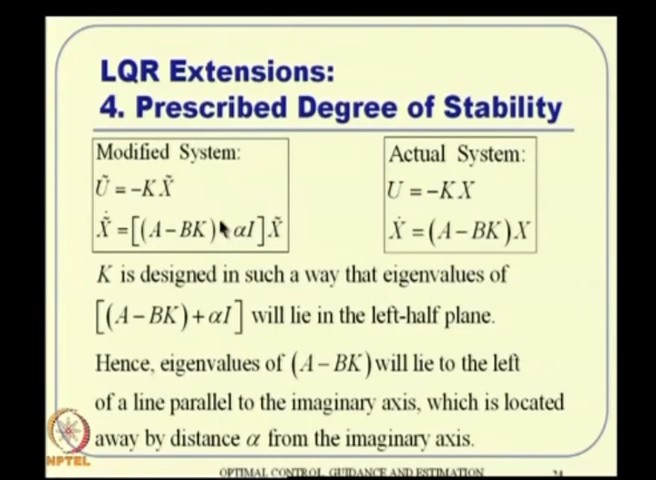 LQR Extensions:
4. Prescribed Degree of Stability
Modified System:
Ũ = −KX̃
X̃̇ = [(A − BK) αI]X̃
Actual System:
U = −KX
Ẋ = (A − BK)X
K is designed in such a way that eigenvalues of
[(A − BK) + αI] will lie in the left-half plane.
Hence, eigenvalues of (A − BK) will lie to the left
of a line parallel to the imaginary axis, which is located
away by distance α from the imaginary axis.
NPTEL
OPTIMAL CONTROL, GUIDANCE AND ESTIMATION